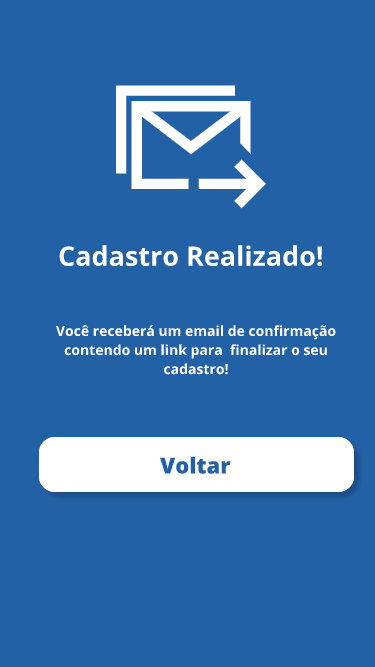 Cadastro Realizado!
Você receberá um email de confirmação
contendo um link para  finalizar o seu
cadastro!
Voltar